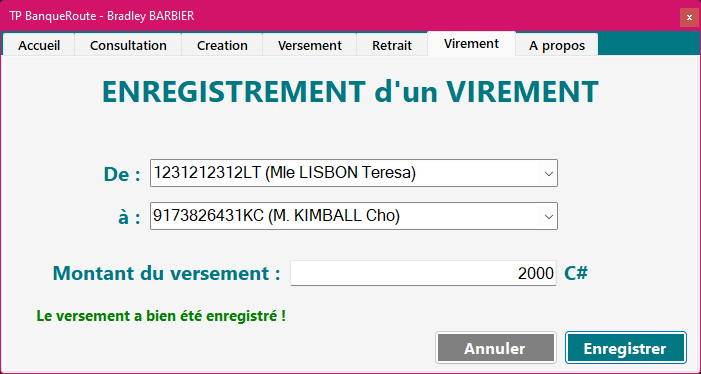 TP BanqueRoute - Bradley BARBIER
x
Accueil Consultation Creation Versement Retrait Virement A propos
ENREGISTREMENT d'un VIREMENT
De : 1231212312LT (Mle LISBON Teresa)
à : 9173826431KC (M. KIMBALL Cho)
Montant du versement : 2000 C#
Le versement a bien été enregistré !
Annuler Enregistrer